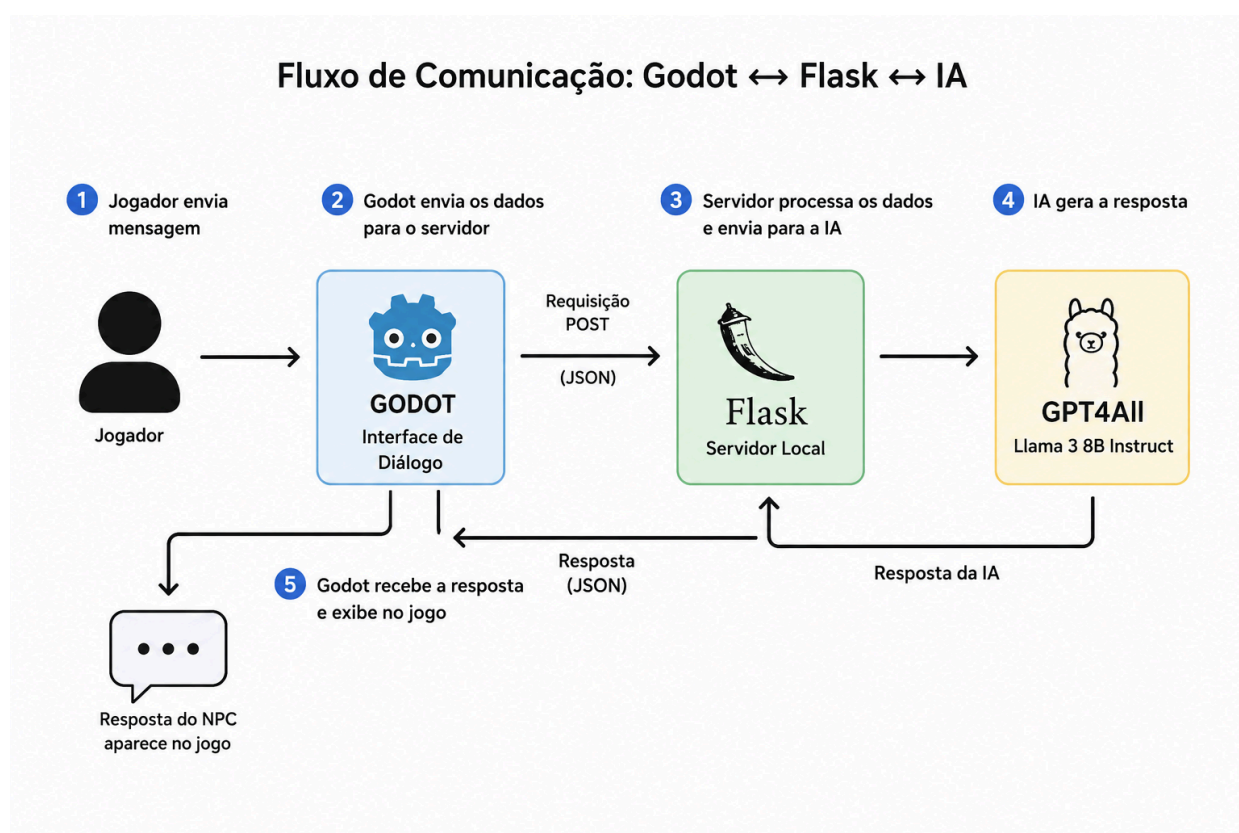 Fluxo de Comunicação: Godot ↔ Flask ↔ IA
1 Jogador envia
mensagem
2 Godot envia os dados
para o servidor
3 Servidor processa os dados
e envia para a IA
4 IA gera a resposta
Jogador
GODOT
Interface de
Diálogo
Requisição
POST
(JSON)
Flask
Servidor Local
GPT4All
Llama 3 8B Instruct
Resposta
(JSON)
Resposta da IA
5 Godot recebe a resposta
e exibe no jogo
Resposta do NPC
aparece no jogo